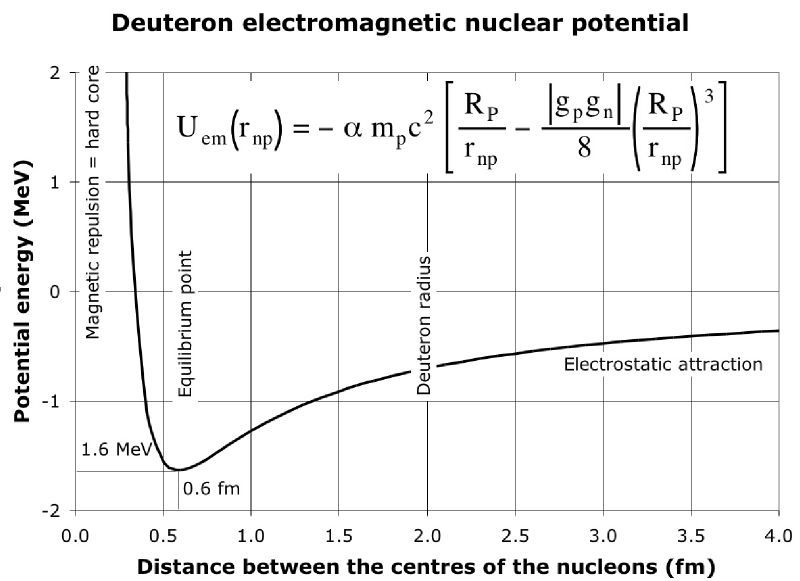 Deuteron electromagnetic nuclear potential
U_em(r_np) = − α m_p c² [ R_P / r_np − |g_p g_n| / 8 ( R_P / r_np )³ ]
Potential energy (MeV)
2
1
0
-1
-2
Magnetic repulsion = hard core
Equilibrium point
Deuteron radius
Electrostatic attraction
1.6 MeV
0.6 fm
0.0 0.5 1.0 1.5 2.0 2.5 3.0 3.5 4.0
Distance between the centres of the nucleons (fm)